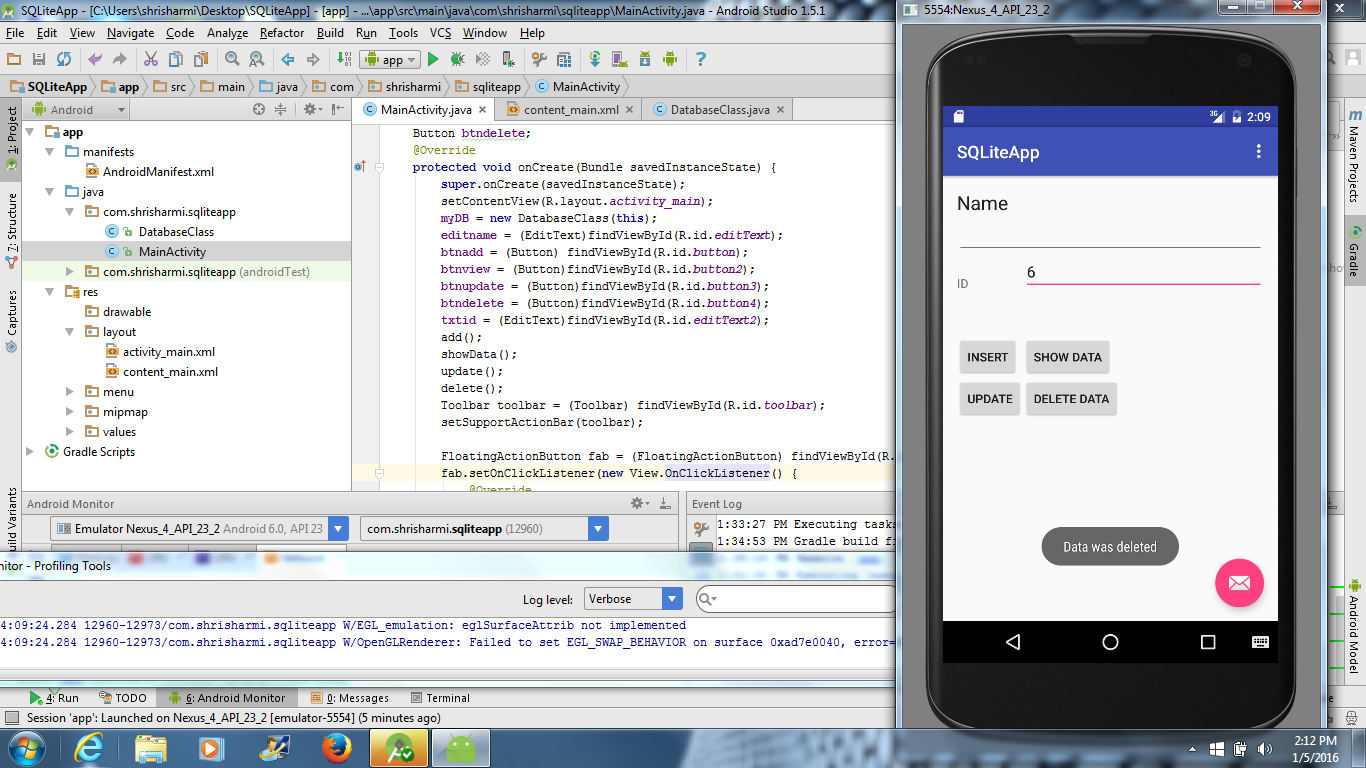 SQLiteApp - [C:\Users\shrisharmi\Desktop\SQLiteApp] - [app] - ...\app\src\main\java\com\shrisharmi\sqliteapp\MainActivity.java - Android Studio 1.5.1
File Edit View Navigate Code Analyze Refactor Build Run Tools VCS Window Help
app
SQLiteApp app src main java com shrisharmi sqliteapp MainActivity
Android
MainActivity.java content_main.xml DatabaseClass.java
1: Project
7: Structure
Captures
Build Variants
app
manifests
AndroidManifest.xml
java
com.shrisharmi.sqliteapp
DatabaseClass
MainActivity
com.shrisharmi.sqliteapp (androidTest)
res
drawable
layout
activity_main.xml
content_main.xml
menu
mipmap
values
Gradle Scripts
Button btndelete;
@Override
protected void onCreate(Bundle savedInstanceState) {
super.onCreate(savedInstanceState);
setContentView(R.layout.activity_main);
myDB = new DatabaseClass(this);
editname = (EditText)findViewById(R.id.editText);
btnadd = (Button) findViewById(R.id.button);
btnview = (Button)findViewById(R.id.button2);
btnupdate = (Button)findViewById(R.id.button3);
btndelete = (Button)findViewById(R.id.button4);
txtid = (EditText)findViewById(R.id.editText2);
add();
showData();
update();
delete();
Toolbar toolbar = (Toolbar) findViewById(R.id.toolbar);
setSupportActionBar(toolbar);
FloatingActionButton fab = (FloatingActionButton) findViewById(R.
fab.setOnClickListener(new View.OnClickListener() {
@Override
Android Monitor
Emulator Nexus_4_API_23_2 Android 6.0, API 23
com.shrisharmi.sqliteapp (12960)
Event Log
1:33:27 PM Executing tasks
1:34:53 PM Gradle build f
nitor - Profiling Tools
Log level: Verbose
4:09:24.284 12960-12973/com.shrisharmi.sqliteapp W/EGL_emulation: eglSurfaceAttrib not implemented
4:09:24.284 12960-12973/com.shrisharmi.sqliteapp W/OpenGLRenderer: Failed to set EGL_SWAP_BEHAVIOR on surface 0xad7e0040, error=
4: Run TODO 6: Android Monitor 0: Messages Terminal
Session 'app': Launched on Nexus_4_API_23_2 [emulator-5554] (5 minutes ago)
5554:Nexus_4_API_23_2
3G 2:09
SQLiteApp
Name
ID 6
INSERT SHOW DATA
UPDATE DELETE DATA
Data was deleted
Maven Projects
Gradle
Android Model
2:12 PM
1/5/2016